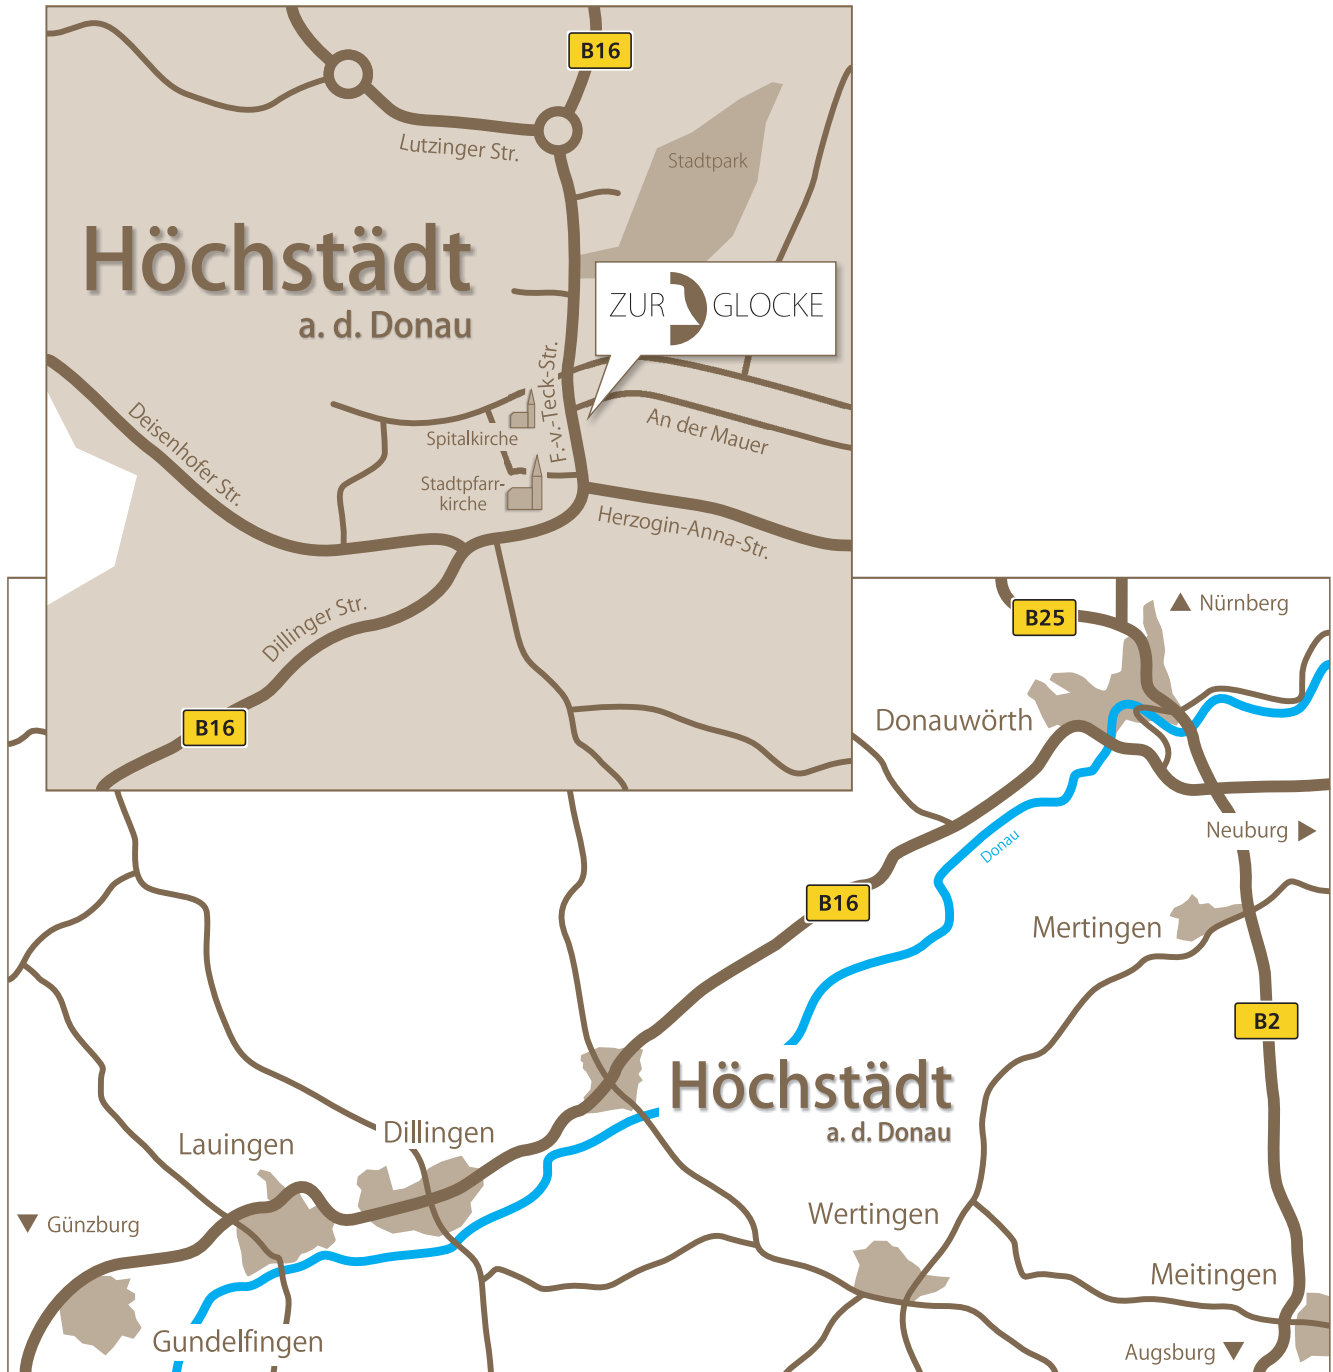 B16
Lutzinger Str.
Stadtpark
Höchstädt
a. d. Donau
ZUR GLOCKE
F.-v.-Teck-Str.
Deisenhofer Str.
Spitalkirche
An der Mauer
Stadtpfarr-
kirche
Herzogin-Anna-Str.
Dillinger Str.
B16
B25
Nürnberg
Donauwörth
Neuburg
Donau
B16
Mertingen
B2
Höchstädt
a. d. Donau
Dillingen
Lauingen
Wertingen
Günzburg
Meitingen
Gundelfingen
Augsburg